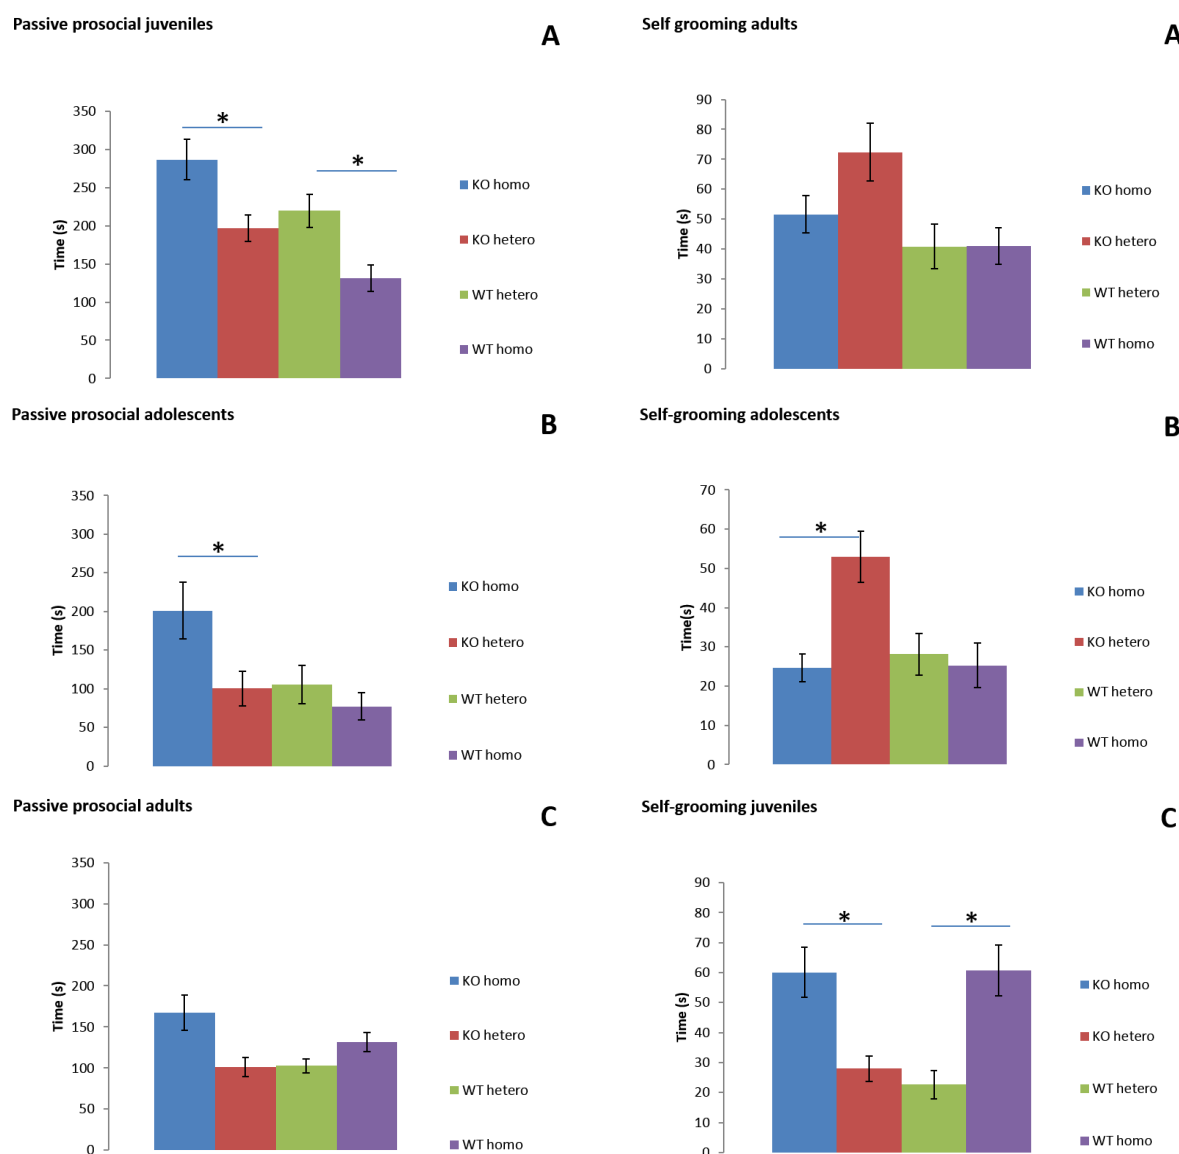 Passive prosocial juveniles
A
350
300
250
200
150
100
50
0
Time (s)
*
*
KO homo
KO hetero
WT hetero
WT homo
Self grooming adults
A
90
80
70
60
50
40
30
20
10
0
Time (s)
KO homo
KO hetero
WT hetero
WT homo
Passive prosocial adolescents
B
350
300
250
200
150
100
50
0
Time (s)
*
KO homo
KO hetero
WT hetero
WT homo
Self-grooming adolescents
B
70
60
50
40
30
20
10
0
Time(s)
*
KO homo
KO hetero
WT hetero
WT homo
Passive prosocial adults
C
350
300
250
200
150
100
50
0
Time (s)
KO homo
KO hetero
WT hetero
WT homo
Self-grooming juveniles
C
90
80
70
60
50
40
30
20
10
0
Time (s)
*
*
KO homo
KO hetero
WT hetero
WT homo